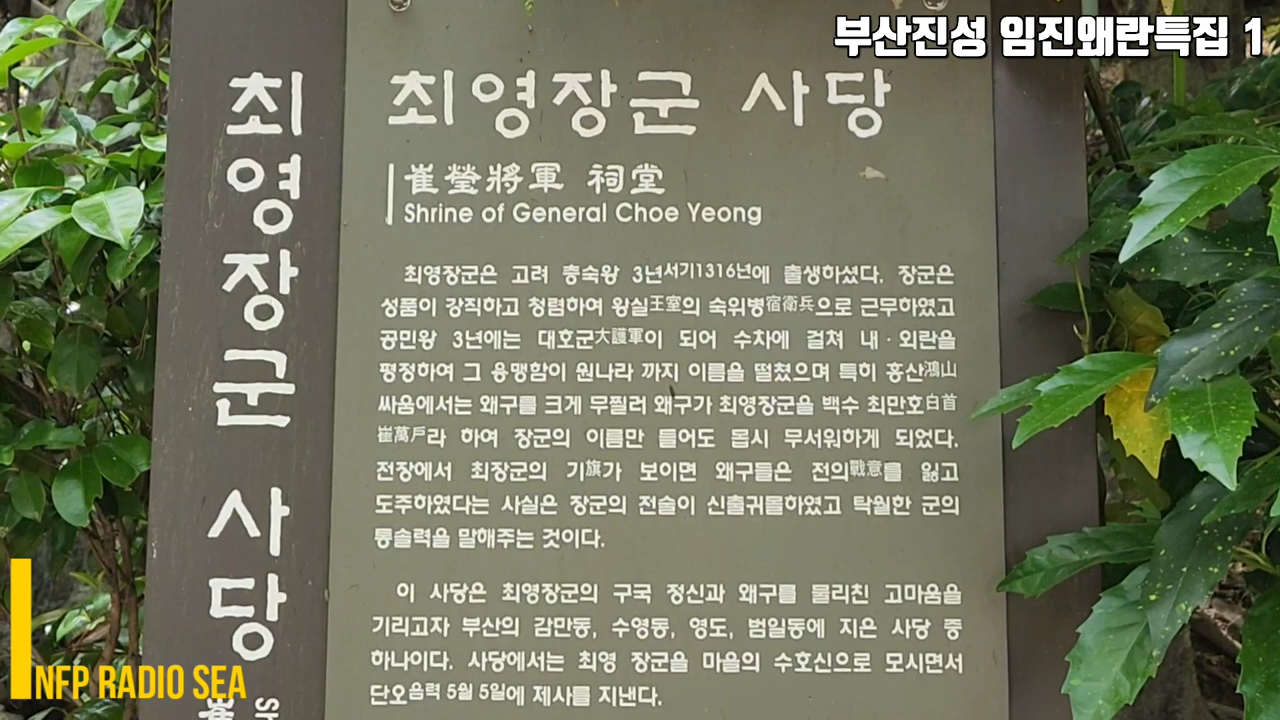 부산진성 임진왜란특집 1
최영장군 사당
최영장군 사당
崔瑩將軍 祠堂
Shrine of General Choe Yeong
최영장군은 고려 충숙왕 3년서기1316년에 출생하셨다. 장군은
성품이 강직하고 청렴하여 왕실王室의 숙위병宿衛兵으로 근무하였고
공민왕 3년에는 대호군大護軍이 되어 수차에 걸쳐 내·외란을
평정하여 그 용맹함이 원나라 까지 이름을 떨쳤으며 특히 홍산鴻山
싸움에서는 왜구를 크게 무찔러 왜구가 최영장군을 백수 최만호白首
崔萬戶라 하여 장군의 이름만 들어도 몹시 무서워하게 되었다.
전장에서 최장군의 기旗가 보이면 왜구들은 전의戰意를 잃고
도주하였다는 사실은 장군의 전술이 신출귀몰하였고 탁월한 군의
통솔력을 말해주는 것이다.
이 사당은 최영장군의 구국 정신과 왜구를 물리친 고마움을
기리고자 부산의 감만동, 수영동, 영도, 범일동에 지은 사당 중
하나이다. 사당에서는 최영 장군을 마을의 수호신으로 모시면서
단오음력 5월 5일에 제사를 지낸다.
INFP RADIO SEA